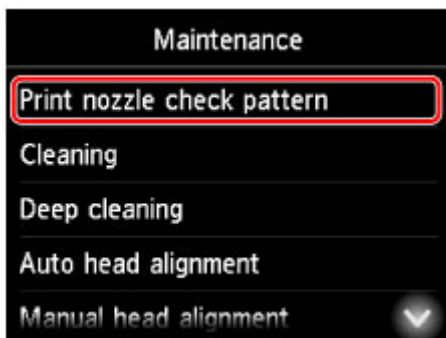 Maintenance
Print nozzle check pattern
Cleaning
Deep cleaning
Auto head alignment
Manual head alignment